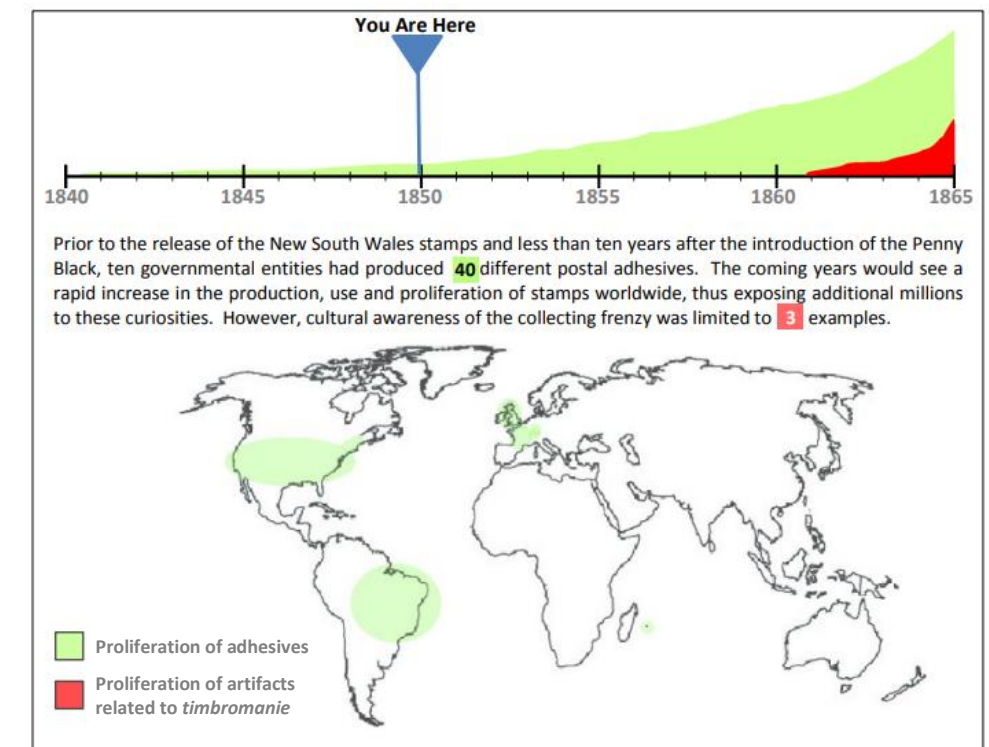 You Are Here
1840 1845 1850 1855 1860 1865
Prior to the release of the New South Wales stamps and less than ten years after the introduction of the Penny
Black, ten governmental entities had produced 40 different postal adhesives. The coming years would see a
rapid increase in the production, use and proliferation of stamps worldwide, thus exposing additional millions
to these curiosities. However, cultural awareness of the collecting frenzy was limited to 3 examples.
Proliferation of adhesives
Proliferation of artifacts
related to timbromanie